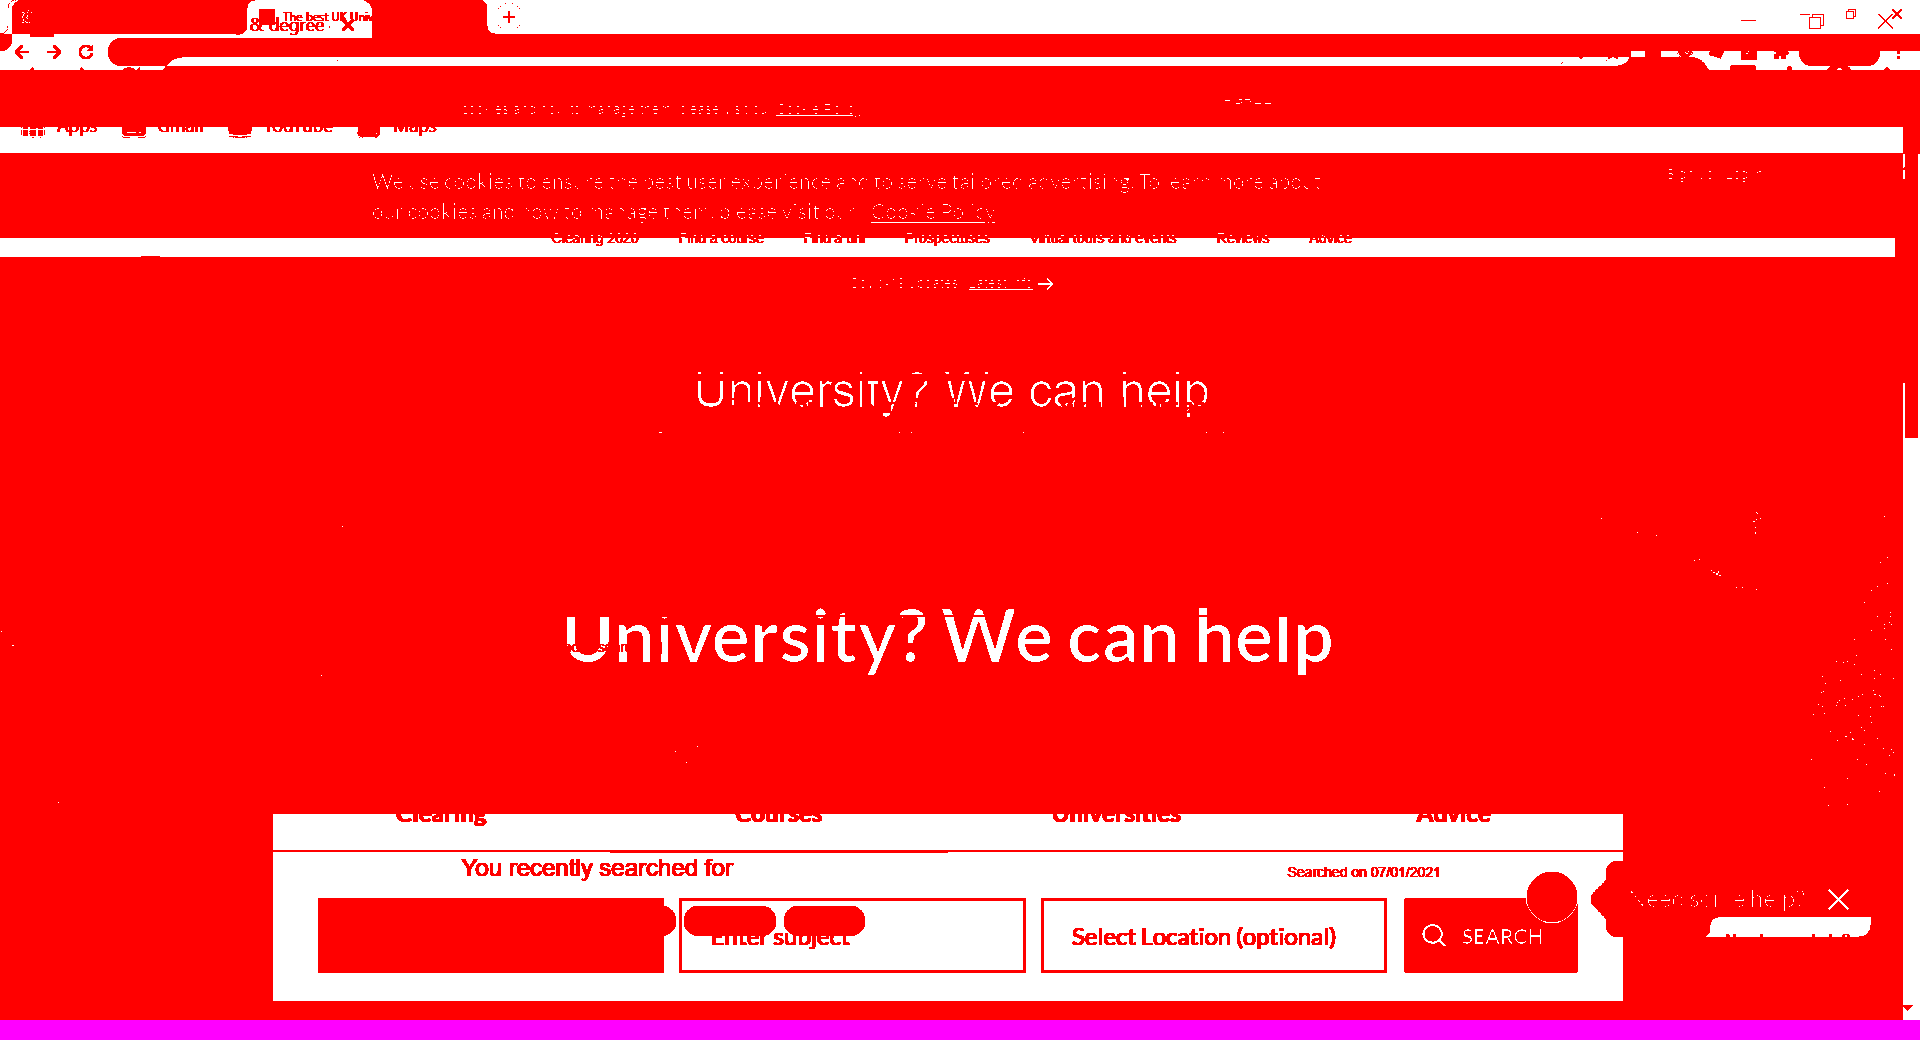 The best UK Univ
& degree
Apps Gmail YouTube Maps
We use cookies to ensure the best user experience and to serve tailored advertising. To learn more about
our cookies and how to manage them please visit our Cookie Policy
Clearing 2020 Find a course Find a uni Prospectuses Virtual tours and events Reviews Advice
Latest info
University? We can help
University? We can help
Clearing Courses Universities Advice
You recently searched for Searched on 07/01/2021
Need some help?
Enter subject Select Location (optional) SEARCH